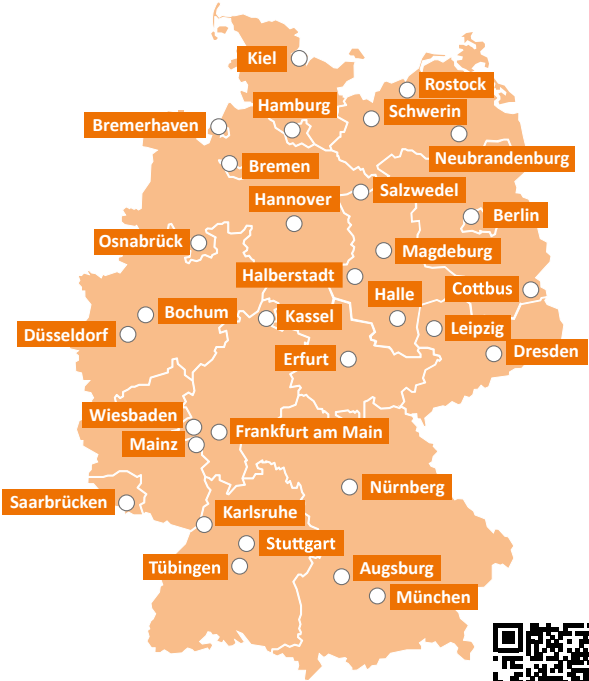 Kiel
Rostock
Hamburg
Schwerin
Bremerhaven
Neubrandenburg
Bremen
Salzwedel
Hannover
Berlin
Osnabrück
Magdeburg
Halberstadt
Cottbus
Halle
Bochum
Kassel
Leipzig
Düsseldorf
Dresden
Erfurt
Wiesbaden
Frankfurt am Main
Mainz
Nürnberg
Saarbrücken
Karlsruhe
Stuttgart
Tübingen
Augsburg
München